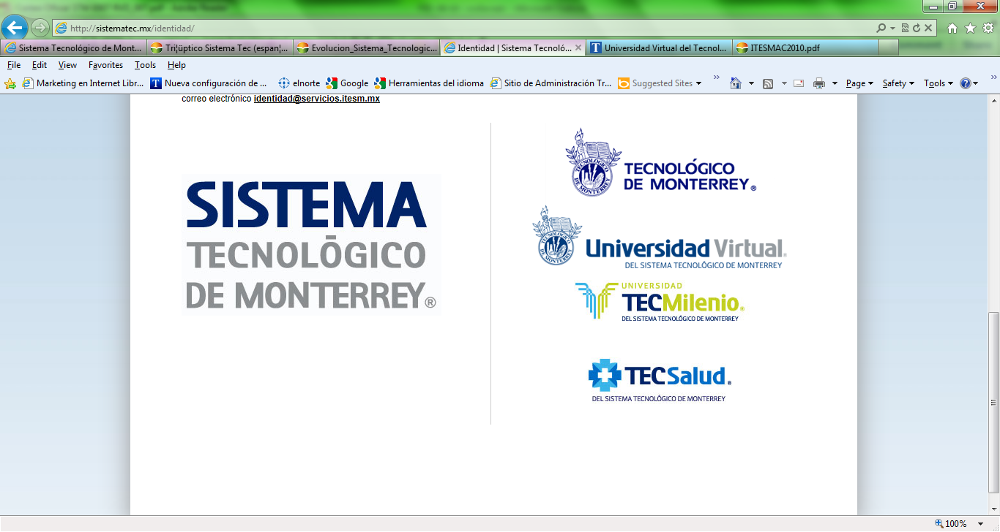 http://sistematec.mx/identidad/
Sistema Tecnológico de Mont...
Tri¦üptico Sistema Tec (espan¦...
Evolucion_Sistema_Tecnologic...
Identidad | Sistema Tecnoló...
Universidad Virtual del Tecnol...
ITESMAC2010.pdf
File Edit View Favorites Tools Help
Marketing en Internet Libr... Nueva configuración de ... elnorte Google Herramientas del idioma Sitio de Administración Tr... Suggested Sites Page Safety Tools
correo electrónico identidad@servicios.itesm.mx
SISTEMA
TECNOLŌGICO
DE MONTERREY®
TECNOLÓGICO
DE MONTERREY®
TECNOLÓGICO
DE MONTERREY
Universidad Virtual®
DEL SISTEMA TECNOLÓGICO DE MONTERREY
UNIVERSIDAD
TECMilenio®
DEL SISTEMA TECNOLÓGICO DE MONTERREY
TECSalud®
DEL SISTEMA TECNOLÓGICO DE MONTERREY
100%